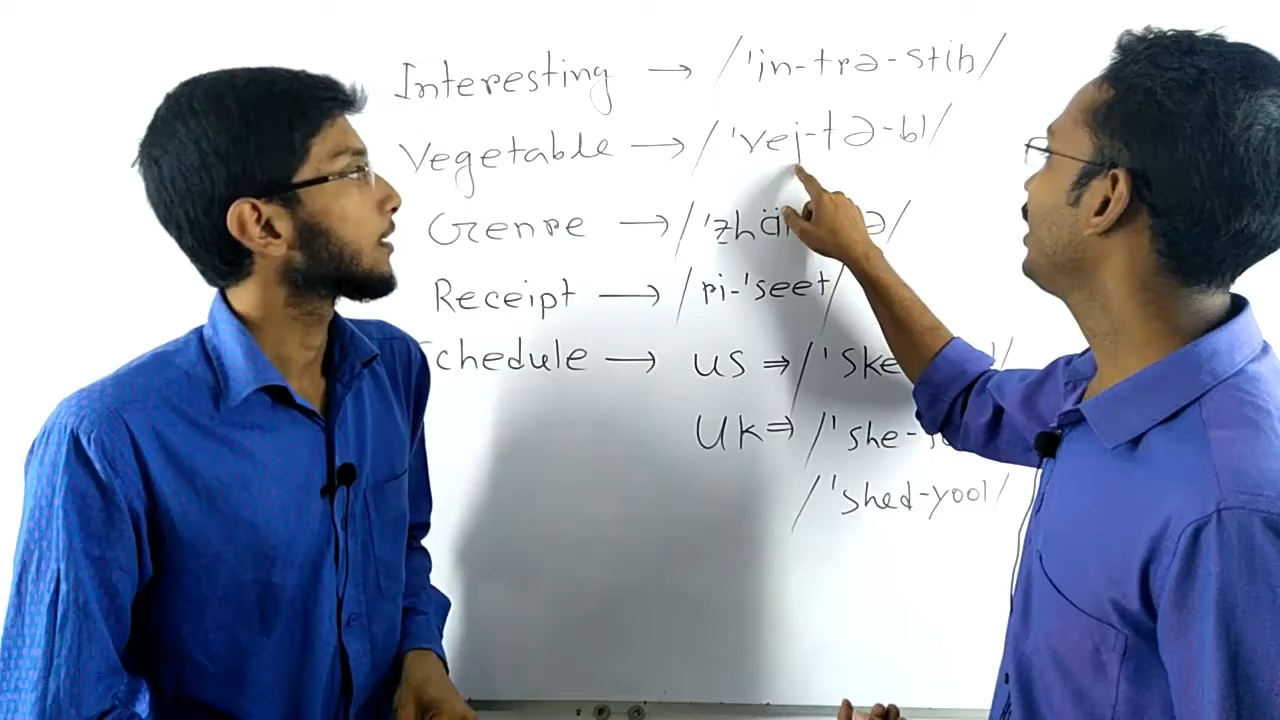 Interesting → /'in-trə-stih/
Vegetable → /'vej-tə-bl/
Genre → /'zhä ə/
Receipt → /ri-'seet/
chedule → US ⇒ /'ske /
UK ⇒ /'she-
/'shed-yool/